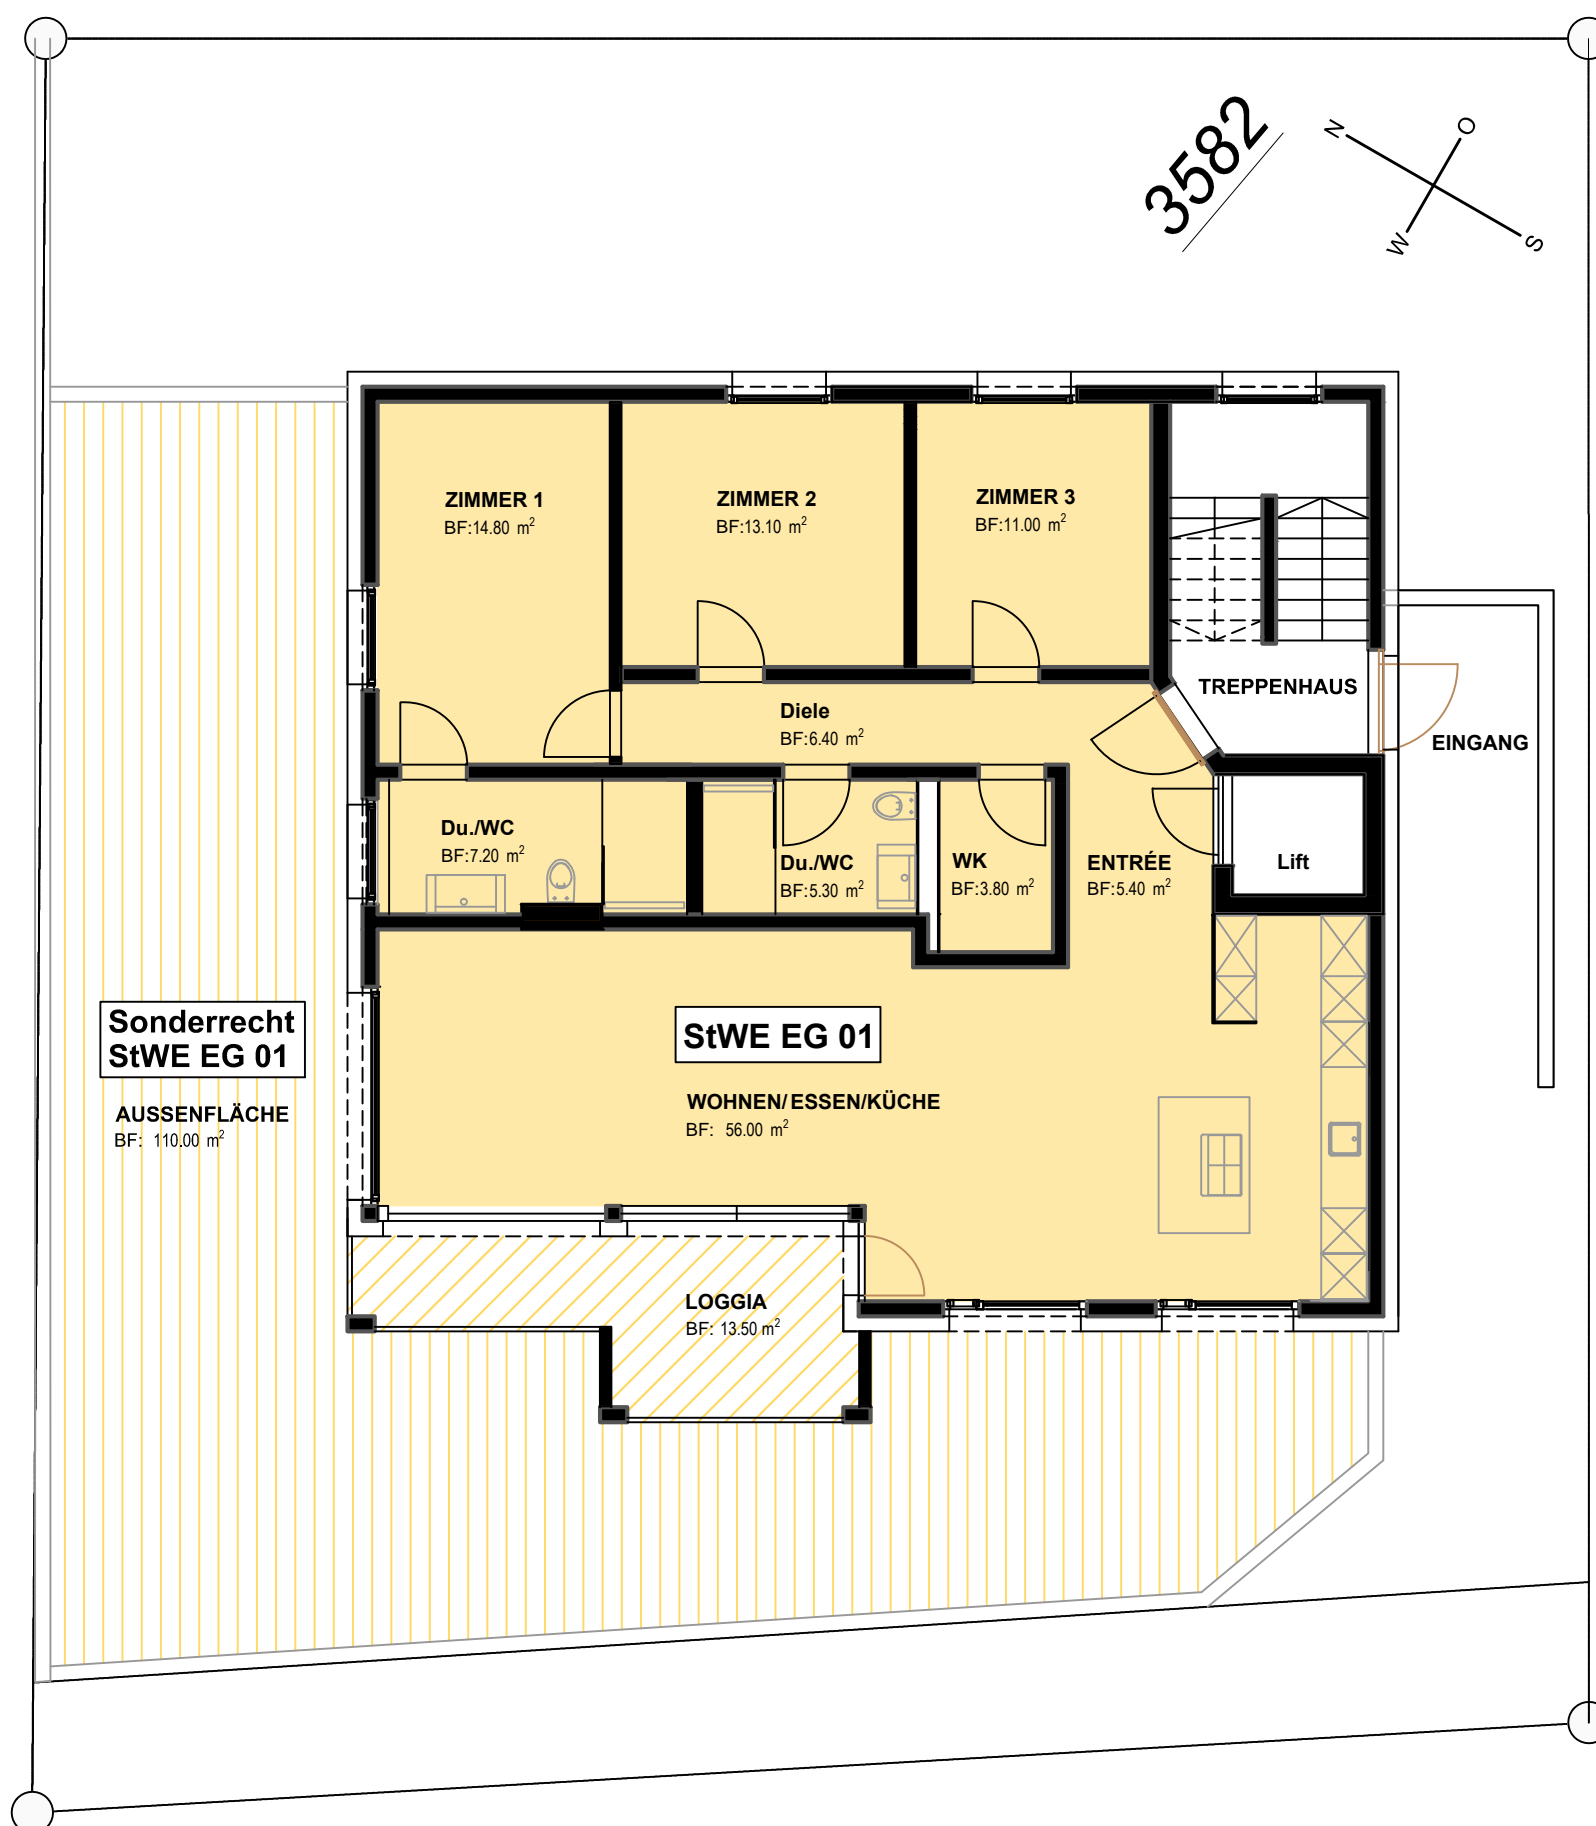 3582
N
O
W
S
ZIMMER 1
BF:14.80 m²
ZIMMER 2
BF:13.10 m²
ZIMMER 3
BF:11.00 m²
TREPPENHAUS
EINGANG
Diele
BF:6.40 m²
Du./WC
BF:7.20 m²
Du./WC
BF:5.30 m²
WK
BF:3.80 m²
ENTRÉE
BF:5.40 m²
Lift
Sonderrecht
StWE EG 01
AUSSENFLÄCHE
BF: 110.00 m²
StWE EG 01
WOHNEN/ ESSEN/KÜCHE
BF: 56.00 m²
LOGGIA
BF: 13.50 m²